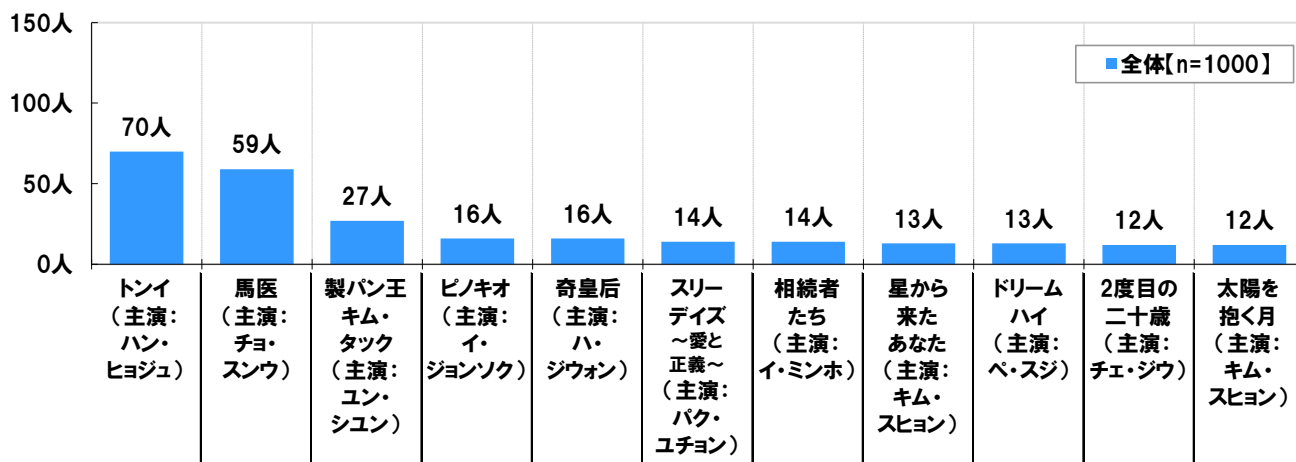 150人
100人
50人
0人
全体【n=1000】
70人
59人
27人
16人
16人
14人
14人
13人
13人
12人
12人
トンイ
（主演：
ハン・
ヒョジュ）
馬医
（主演：
チョ・
スンウ）
製パン王
キム・
タック
（主演：
ユン・
シユン）
ピノキオ
（主演：
イ・
ジョンソク）
奇皇后
（主演：
ハ・
ジウォン）
スリー
デイズ
～愛と
正義～
（主演：
パク・
ユチョン）
相続者
たち
（主演：
イ・ミンホ）
星から
来た
あなた
（主演：
キム・
スヒョン）
ドリーム
ハイ
（主演：
ペ・スジ）
2度目の
二十歳
（主演：
チェ・ジウ）
太陽を
抱く月
（主演：
キム・
スヒョン）